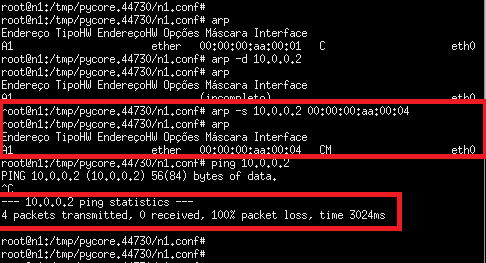 root@n1:/tmp/pycore.44730/n1.conf#
root@n1:/tmp/pycore.44730/n1.conf# arp
Endereço TipoHW EndereçoHW Opções Máscara Interface
A1 ether 00:00:00:aa:00:01 C eth0
root@n1:/tmp/pycore.44730/n1.conf# arp -d 10.0.0.2
root@n1:/tmp/pycore.44730/n1.conf# arp
Endereço TipoHW EndereçoHW Opções Máscara Interface
A1 (incompleto) eth0
root@n1:/tmp/pycore.44730/n1.conf# arp -s 10.0.0.2 00:00:00:aa:00:04
root@n1:/tmp/pycore.44730/n1.conf# arp
Endereço TipoHW EndereçoHW Opções Máscara Interface
A1 ether 00:00:00:aa:00:04 CM eth0
root@n1:/tmp/pycore.44730/n1.conf# ping 10.0.0.2
PING 10.0.0.2 (10.0.0.2) 56(84) bytes of data.
^C
--- 10.0.0.2 ping statistics ---
4 packets transmitted, 0 received, 100% packet loss, time 3024ms
root@n1:/tmp/pycore.44730/n1.conf#
root@n1:/tmp/pycore.44730/n1.conf#